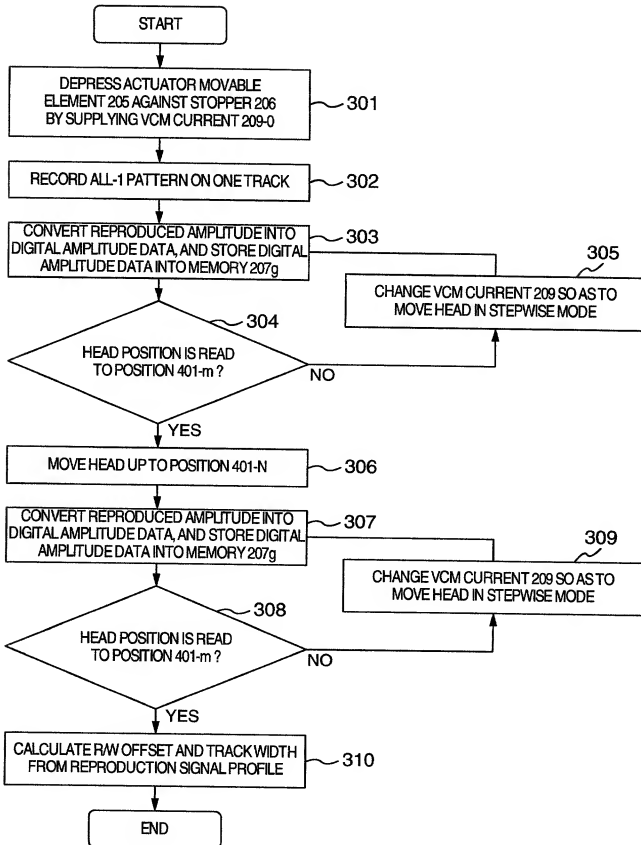 START
DEPRESS ACTUATOR MOVABLE
ELEMENT 205 AGAINST STOPPER 206
BY SUPPLYING VCM CURRENT 209-0
301
RECORD ALL-1 PATTERN ON ONE TRACK
302
CONVERT REPRODUCED AMPLITUDE INTO
DIGITAL AMPLITUDE DATA, AND STORE DIGITAL
AMPLITUDE DATA INTO MEMORY 207g
303
305
CHANGE VCM CURRENT 209 SO AS TO
MOVE HEAD IN STEPWISE MODE
304
HEAD POSITION IS READ
TO POSITION 401-m ?
NO
YES
MOVE HEAD UP TO POSITION 401-N
306
CONVERT REPRODUCED AMPLITUDE INTO
DIGITAL AMPLITUDE DATA, AND STORE DIGITAL
AMPLITUDE DATA INTO MEMORY 207g
307
309
CHANGE VCM CURRENT 209 SO AS TO
MOVE HEAD IN STEPWISE MODE
308
HEAD POSITION IS READ
TO POSITION 401-m ?
NO
YES
CALCULATE R/W OFFSET AND TRACK WIDTH
FROM REPRODUCTION SIGNAL PROFILE
310
END